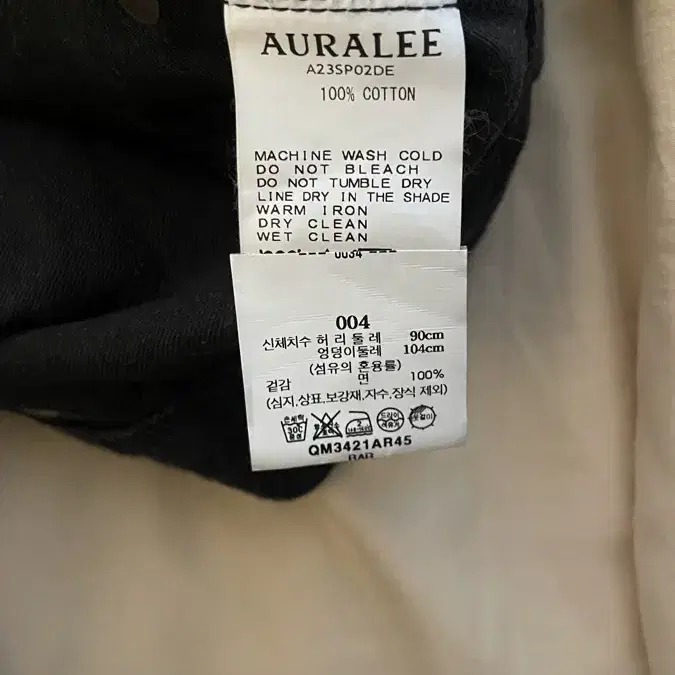 AURALEE
A23SP02DE
100% COTTON
MACHINE WASH COLD
DO NOT BLEACH
DO NOT TUMBLE DRY
LINE DRY IN THE SHADE
WARM IRON
DRY CLEAN
WET CLEAN
0034
004
신체치수 허 리 둘 레 90cm
엉덩이둘레 104cm
(섬유의 혼용률)
겉감 면 100%
(심지,상표,보강재,자수,장식 제외)
QM3421AR45